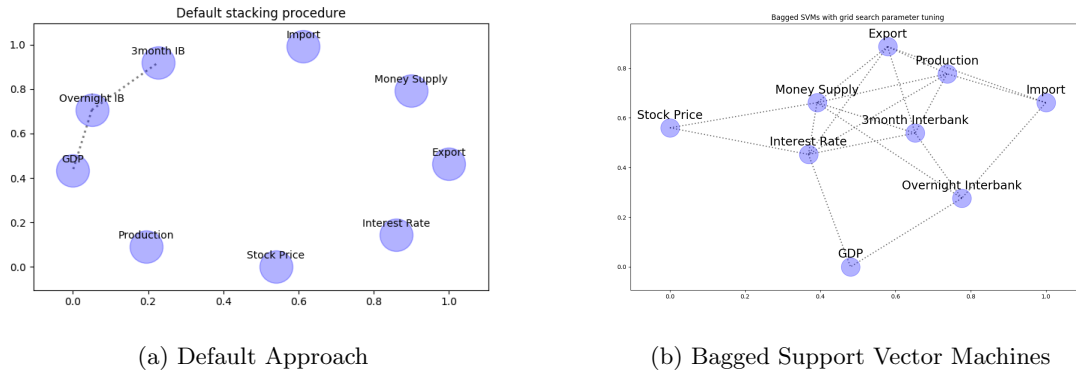 Default stacking procedure
1.0
0.8
0.6
0.4
0.2
0.0
0.0
0.2
0.4
0.6
0.8
1.0
Import
3month IB
Money Supply
Overnight IB
GDP
Export
Interest Rate
Production
Stock Price
(a) Default Approach
Bagged SVMs with grid search parameter tuning
0.8
0.6
0.4
0.2
0.0
0.0
0.2
0.4
0.6
0.8
1.0
Export
Production
Money Supply
Import
Stock Price
3month Interbank
Interest Rate
Overnight Interbank
GDP
(b) Bagged Support Vector Machines